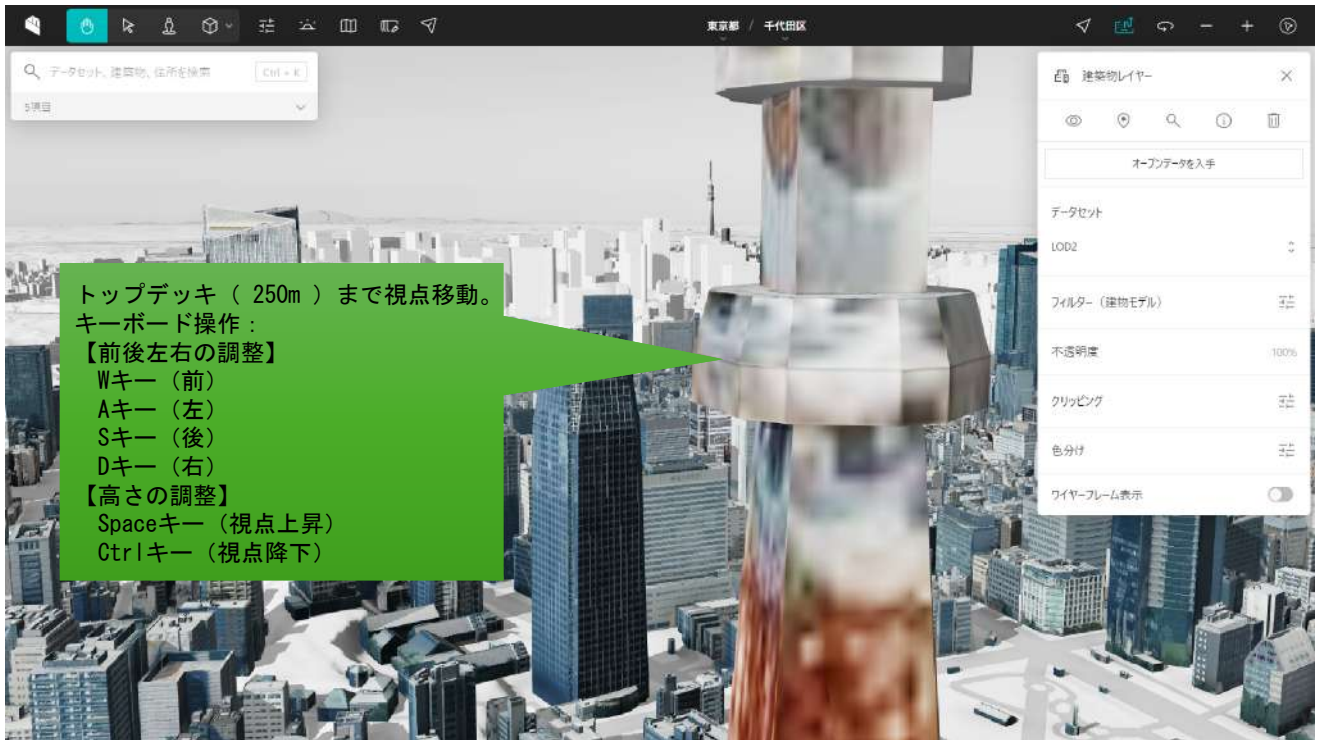 東京都 / 千代田区
データセット、建築物、住所を検索
Ctrl + K
5項目
トップデッキ（ 250m ）まで視点移動。
キーボード操作：
【前後左右の調整】
Wキー（前）
Aキー（左）
Sキー（後）
Dキー（右）
【高さの調整】
Spaceキー（視点上昇）
Ctrlキー（視点降下）
建築物レイヤー
オープンデータを入手
データセット
LOD2
フィルター（建物モデル）
不透明度
100%
クリッピング
色分け
ワイヤーフレーム表示